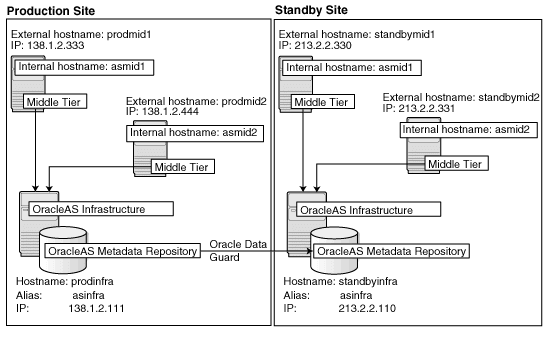 Production Site
External hostname: prodmid1
IP: 138.1.2.333
Internal hostname: asmid1
Middle Tier
External hostname: prodmid2
IP: 138.1.2.444
Internal hostname: asmid2
Middle Tier
OracleAS Infrastructure
OracleAS Metadata Repository
Hostname: prodinfra
Alias: asinfra
IP: 138.1.2.111
Oracle Data
Guard
Standby Site
External hostname: standbymid1
IP: 213.2.2.330
Internal hostname: asmid1
Middle Tier
External hostname: standbymid2
IP: 213.2.2.331
Internal hostname: asmid2
Middle Tier
OracleAS Infrastructure
OracleAS Metadata Repository
Hostname: standbyinfra
Alias: asinfra
IP: 213.2.2.110